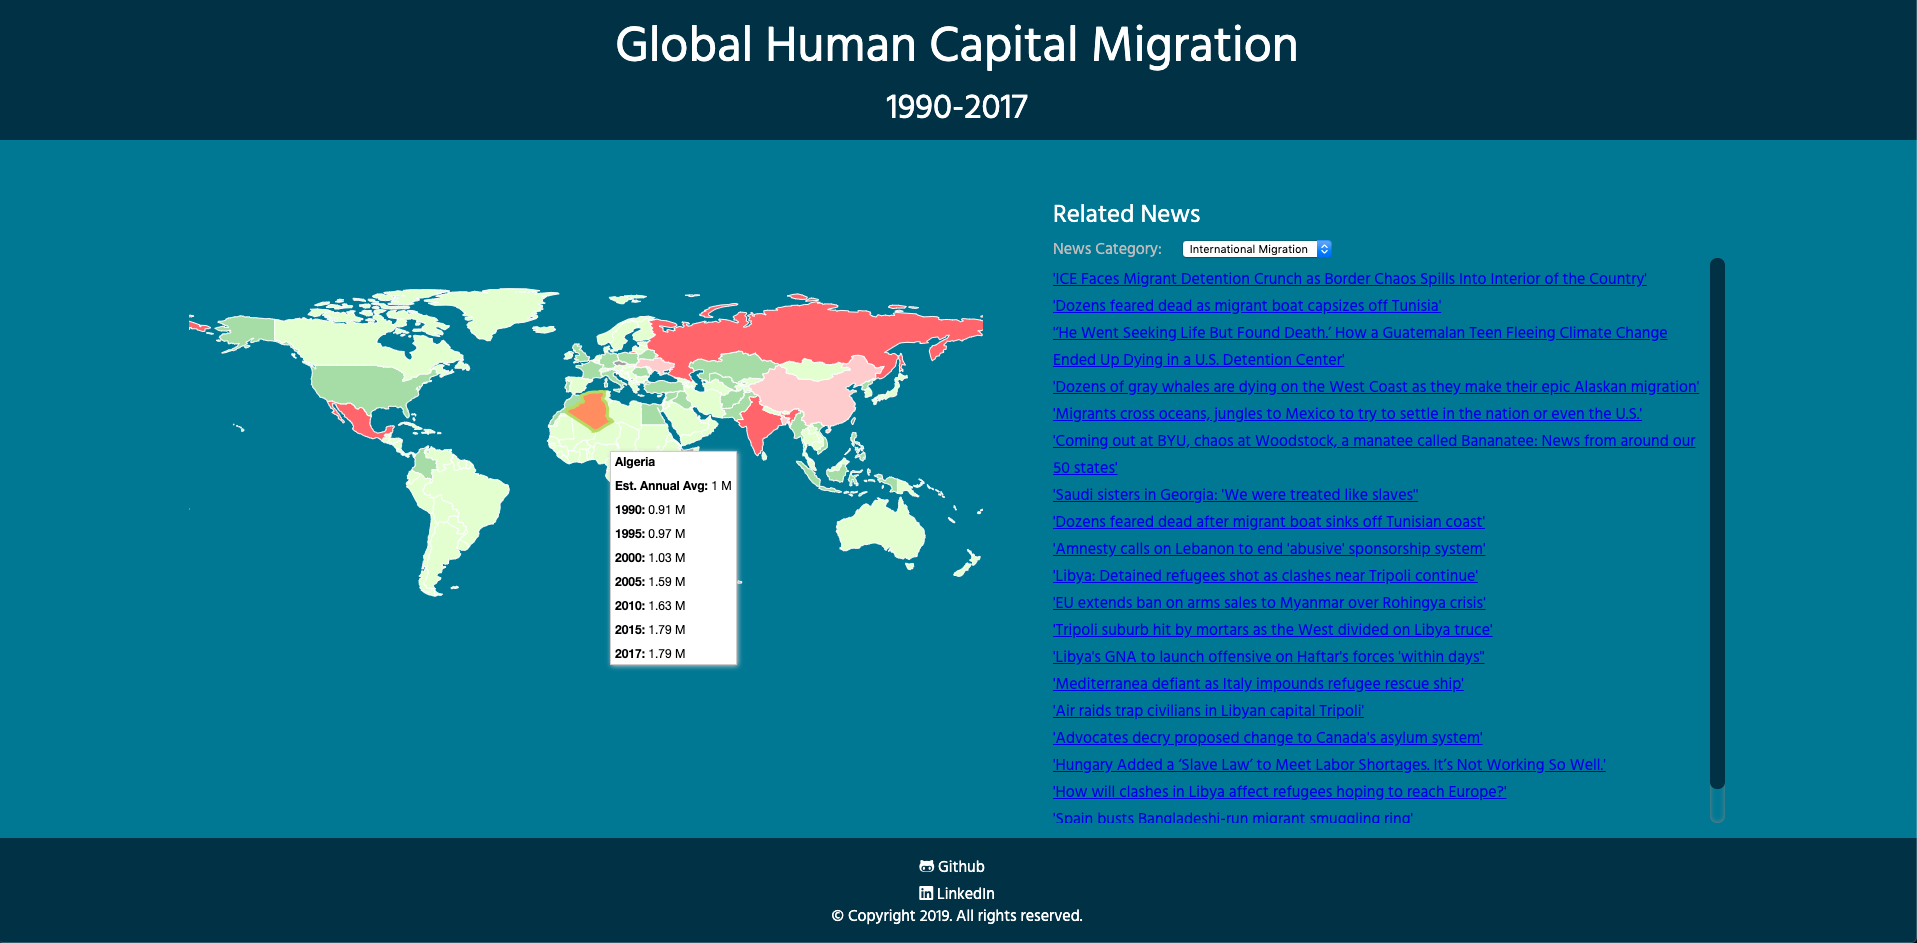 Global Human Capital Migration
1990-2017
Algeria
Est. Annual Avg: 1 M
1990: 0.91 M
1995: 0.97 M
2000: 1.03 M
2005: 1.59 M
2010: 1.63 M
2015: 1.79 M
2017: 1.79 M
Related News
News Category: International Migration
'ICE Faces Migrant Detention Crunch as Border Chaos Spills Into Interior of the Country'
'Dozens feared dead as migrant boat capsizes off Tunisia'
'‘He Went Seeking Life But Found Death.’ How a Guatemalan Teen Fleeing Climate Change
Ended Up Dying in a U.S. Detention Center'
'Dozens of gray whales are dying on the West Coast as they make their epic Alaskan migration'
'Migrants cross oceans, jungles to Mexico to try to settle in the nation or even the U.S.'
'Coming out at BYU, chaos at Woodstock, a manatee called Bananatee: News from around our
50 states'
'Saudi sisters in Georgia: 'We were treated like slaves''
'Dozens feared dead after migrant boat sinks off Tunisian coast'
'Amnesty calls on Lebanon to end 'abusive' sponsorship system'
'Libya: Detained refugees shot as clashes near Tripoli continue'
'EU extends ban on arms sales to Myanmar over Rohingya crisis'
'Tripoli suburb hit by mortars as the West divided on Libya truce'
'Libya's GNA to launch offensive on Haftar's forces 'within days''
'Mediterranea defiant as Italy impounds refugee rescue ship'
'Air raids trap civilians in Libyan capital Tripoli'
'Advocates decry proposed change to Canada's asylum system'
'Hungary Added a ‘Slave Law’ to Meet Labor Shortages. It’s Not Working So Well.'
'How will clashes in Libya affect refugees hoping to reach Europe?'
'Spain busts Bangladeshi-run migrant smuggling ring'
Github
LinkedIn
© Copyright 2019. All rights reserved.